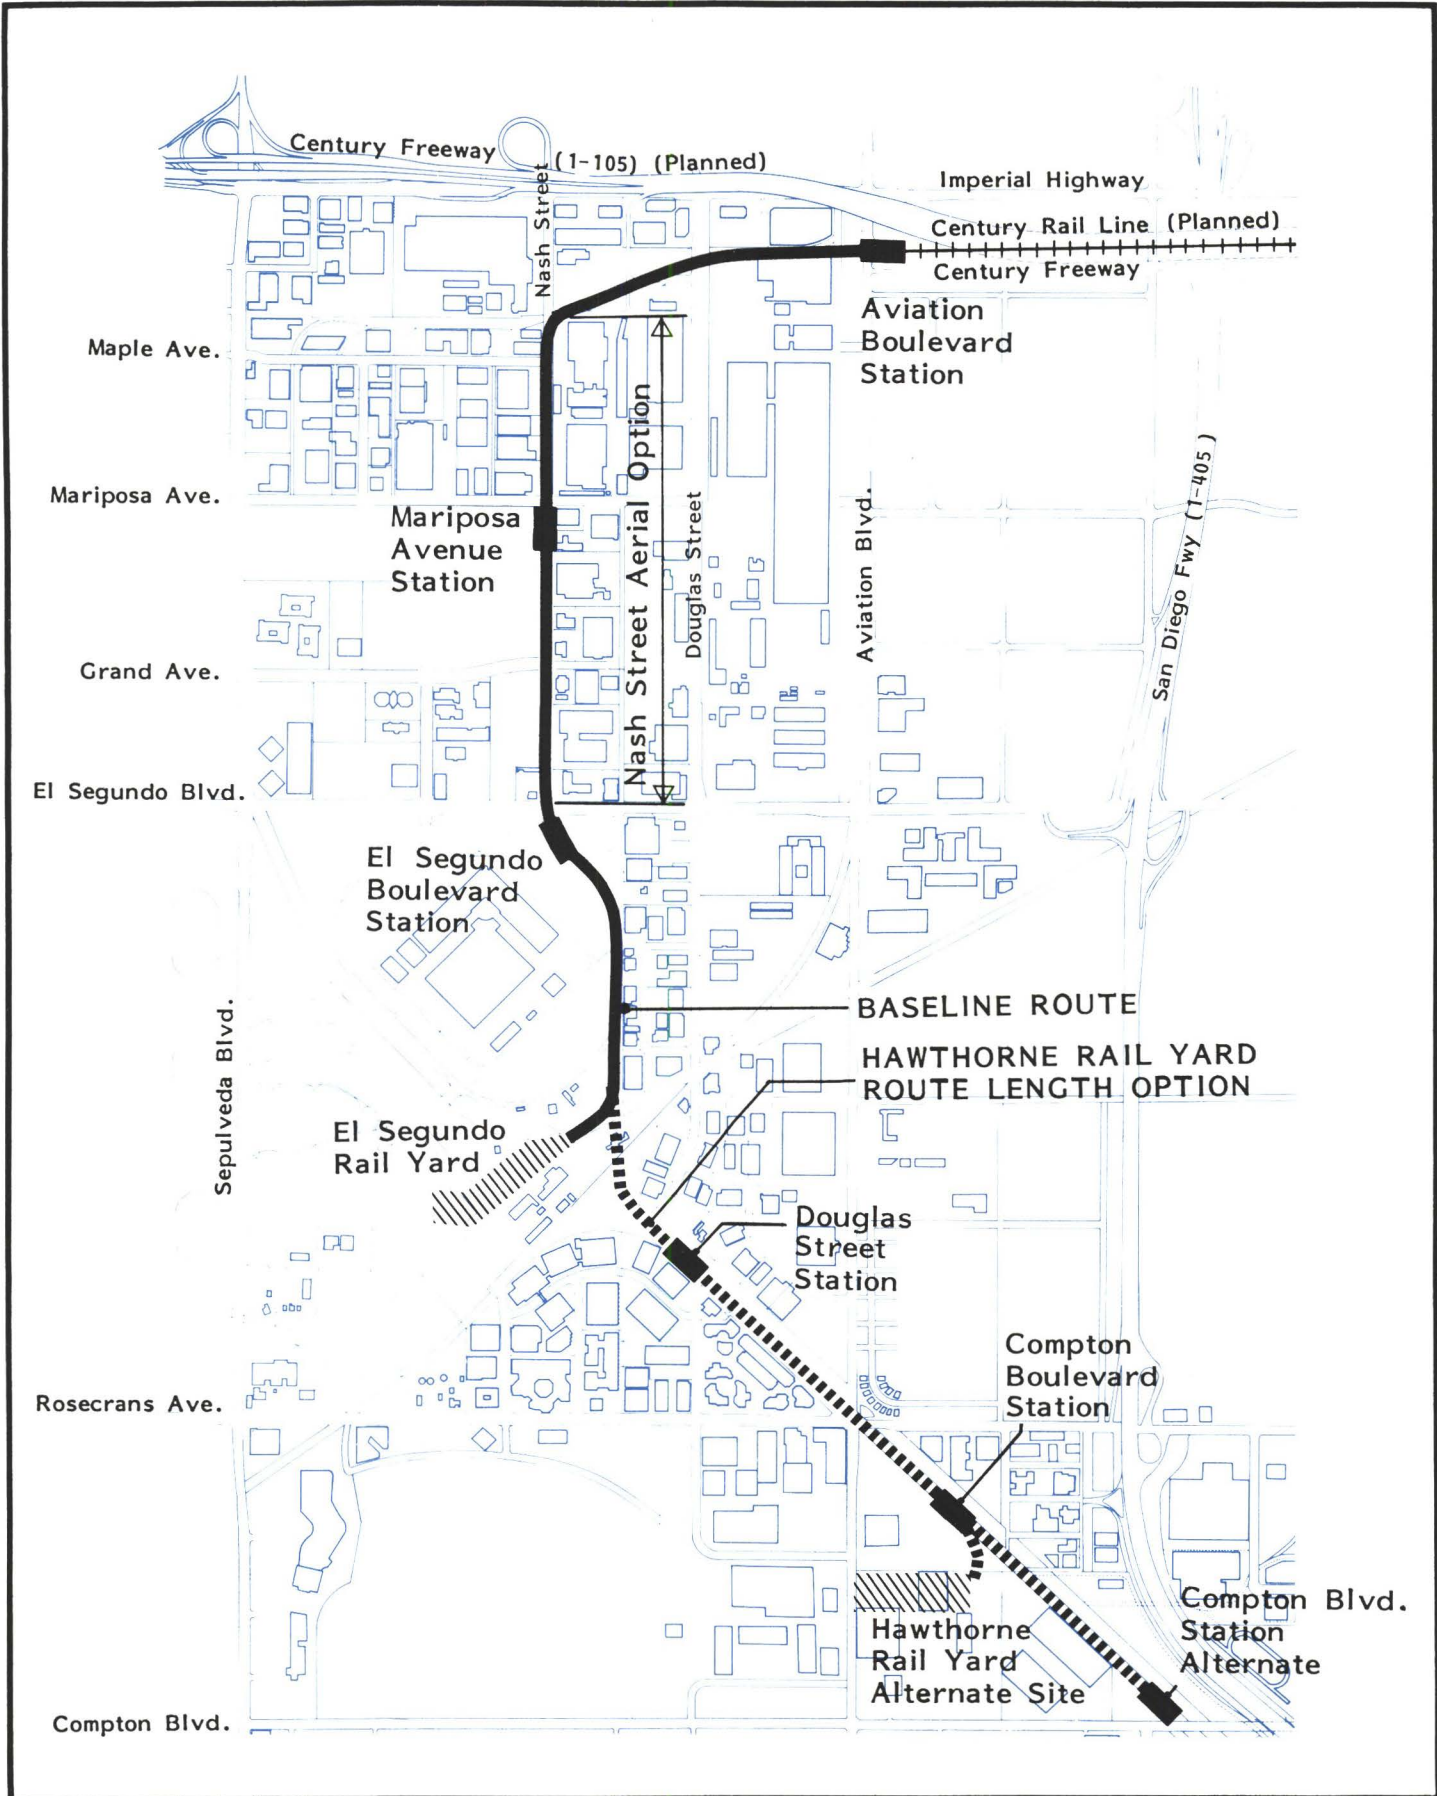 Century Freeway
(1-105) (Planned)
Imperial Highway
Nash Street
Century Rail Line (Planned)
Century Freeway
Aviation
Boulevard
Station
Maple Ave.
Nash Street Aerial Option
Mariposa Ave.
Mariposa
Avenue
Station
Douglas Street
Aviation Blvd.
San Diego Fwy (1-405)
Grand Ave.
El Segundo Blvd.
El Segundo
Boulevard
Station
Sepulveda Blvd.
BASELINE ROUTE
HAWTHORNE RAIL YARD
ROUTE LENGTH OPTION
El Segundo
Rail Yard
Douglas
Street
Station
Compton
Boulevard
Station
Rosecrans Ave.
Compton Blvd.
Station
Alternate
Hawthorne
Rail Yard
Alternate Site
Compton Blvd.